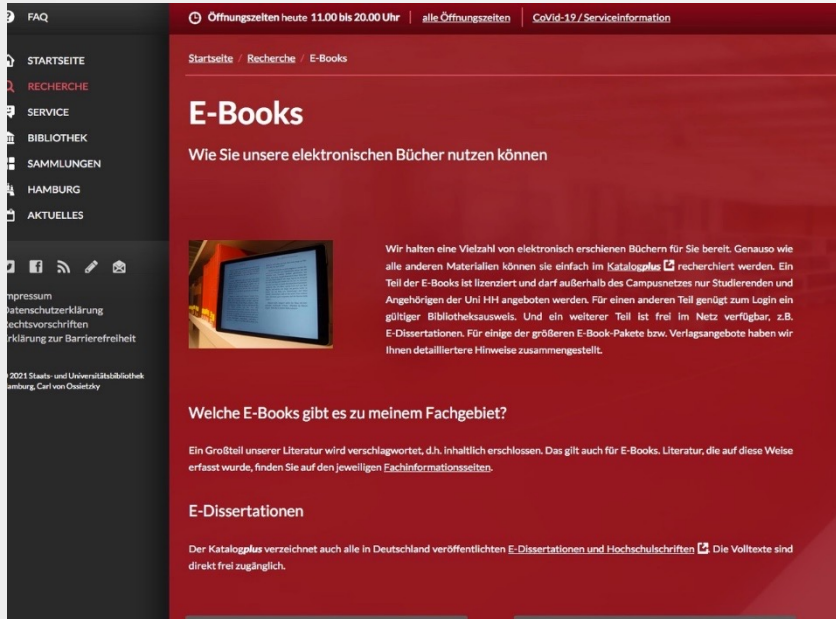 FAQ
STARTSEITE
RECHERCHE
SERVICE
BIBLIOTHEK
SAMMLUNGEN
HAMBURG
AKTUELLES
mpressum
Datenschutzerklärung
Rechtsvorschriften
Erklärung zur Barrierefreiheit
2021 Staats- und Universitätsbibliothek
Hamburg, Carl von Ossietzky
Öffnungszeiten heute 11.00 bis 20.00 Uhr | alle Öffnungszeiten | CoVid-19 / Serviceinformation
Startseite / Recherche / E-Books
E-Books
Wie Sie unsere elektronischen Bücher nutzen können
Wir halten eine Vielzahl von elektronisch erschienen Büchern für Sie bereit. Genauso wie
alle anderen Materialien können sie einfach im Katalogplus recherchiert werden. Ein
Teil der E-Books ist lizenziert und darf außerhalb des Campusnetzes nur Studierenden und
Angehörigen der Uni HH angeboten werden. Für einen anderen Teil genügt zum Login ein
gültiger Bibliotheksausweis. Und ein weiterer Teil ist frei im Netz verfügbar, z.B.
E-Dissertationen. Für einige der größeren E-Book-Pakete bzw. Verlagsangebote haben wir
Ihnen detailliertere Hinweise zusammengestellt.
Welche E-Books gibt es zu meinem Fachgebiet?
Ein Großteil unserer Literatur wird verschlagwortet, d.h. inhaltlich erschlossen. Das gilt auch für E-Books. Literatur, die auf diese Weise
erfasst wurde, finden Sie auf den jeweiligen Fachinformationsseiten.
E-Dissertationen
Der Katalogplus verzeichnet auch alle in Deutschland veröffentlichten E-Dissertationen und Hochschulschriften. Die Volltexte sind
direkt frei zugänglich.